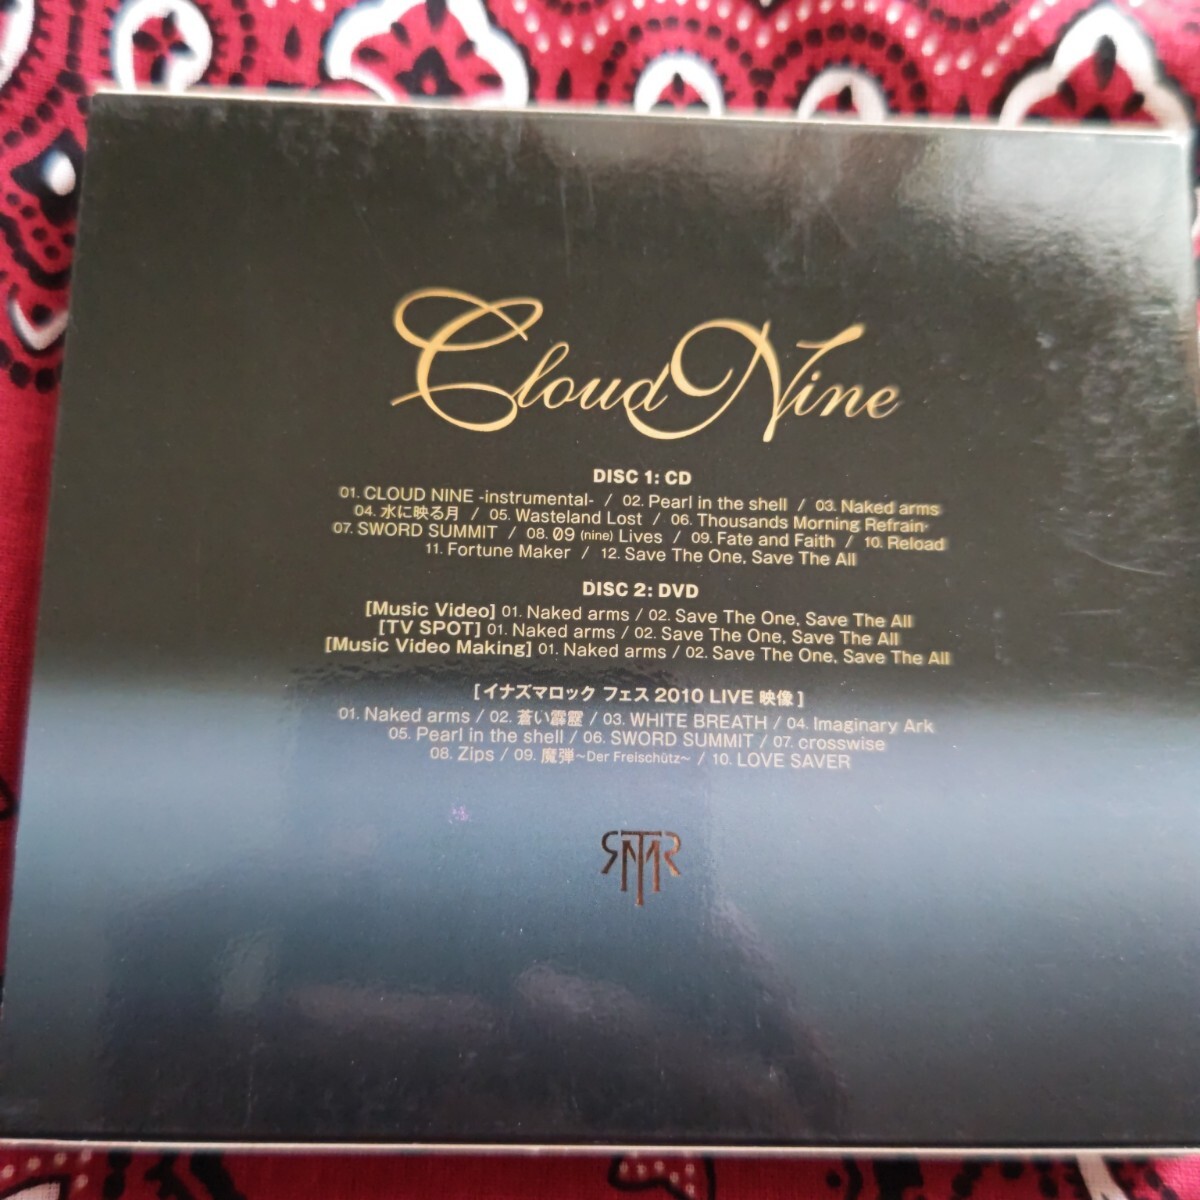 Cloud Nine
DISC 1: CD
01. CLOUD NINE -instrumental- / 02. Pearl in the shell / 03. Naked arms
04. 水に映る月 / 05. Wasteland Lost / 06. Thousands Morning Refrain-
07. SWORD SUMMIT / 08. 09 (nine) Lives / 09. Fate and Faith / 10. Reload
11. Fortune Maker / 12. Save The One, Save The All
DISC 2: DVD
[Music Video] 01. Naked arms / 02. Save The One, Save The All
[TV SPOT] 01. Naked arms / 02. Save The One, Save The All
[Music Video Making] 01. Naked arms / 02. Save The One, Save The All
[イナズマロック フェス 2010 LIVE 映像]
01. Naked arms / 02. 蒼い霹靂 / 03. WHITE BREATH / 04. Imaginary Ark
05. Pearl in the shell / 06. SWORD SUMMIT / 07. crosswise
08. Zips / 09. 魔弾～Der Freischütz～ / 10. LOVE SAVER
TMR